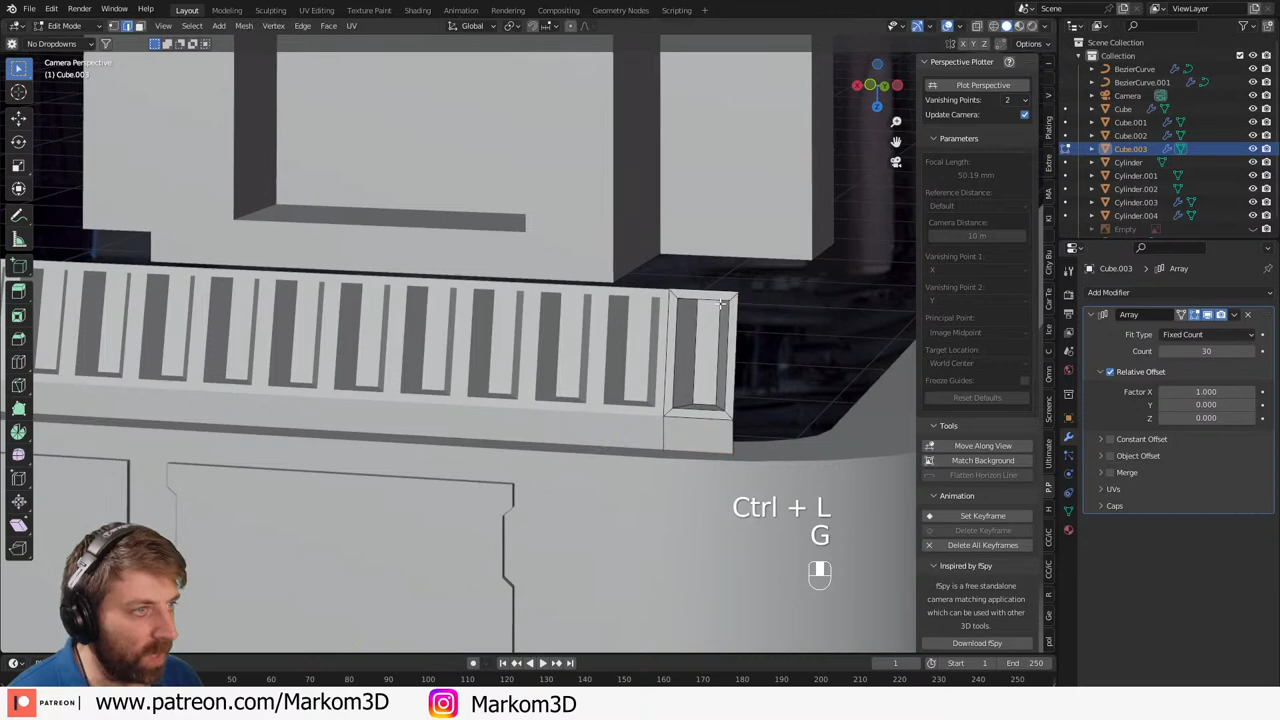 File Edit Render Window Help Layout Modeling Sculpting UV Editing Texture Paint Shading Animation Rendering Compositing Geometry Nodes Scripting + Scene ViewLayer
Edit Mode View Select Add Mesh Vertex Edge Face UV Global
No Dropdowns X Y Z Options
Camera Perspective
(1) Cube.003
Perspective Plotter
Plot Perspective
Vanishing Points: 2
Update Camera:
Parameters
Focal Length:
50.19 mm
Reference Distance:
Default
Camera Distance:
10 m
Vanishing Point 1:
X
Vanishing Point 2:
Y
Principal Point:
Image Midpoint
Target Location:
World Center
Freeze Guides:
Reset Defaults
Tools
Move Along View
Match Background
Flatten Horizon Line
Animation
Set Keyframe
Delete Keyframe
Delete All Keyframes
Inspired by fSpy
fSpy is a free standalone
camera matching application
which can be used with other
3D tools.
Download fSpy
Scene Collection
Collection
BezierCurve
BezierCurve.001
Camera
Cube
Cube.001
Cube.002
Cube.003
Cylinder
Cylinder.001
Cylinder.002
Cylinder.003
Cylinder.004
Empty
Cube.003 > Array
Add Modifier
Array
Fit Type Fixed Count
Count 30
Relative Offset
Factor X 1.000
Y 0.000
Z 0.000
Constant Offset
Object Offset
Merge
UVs
Caps
Ctrl + L
G
1 Start 1 End 250
50 60 70 80 90 100 110 120 130 140 150 160 170 180 190 200 210 220 230 240 250
PATREON www.patreon.com/Markom3D Markom3D